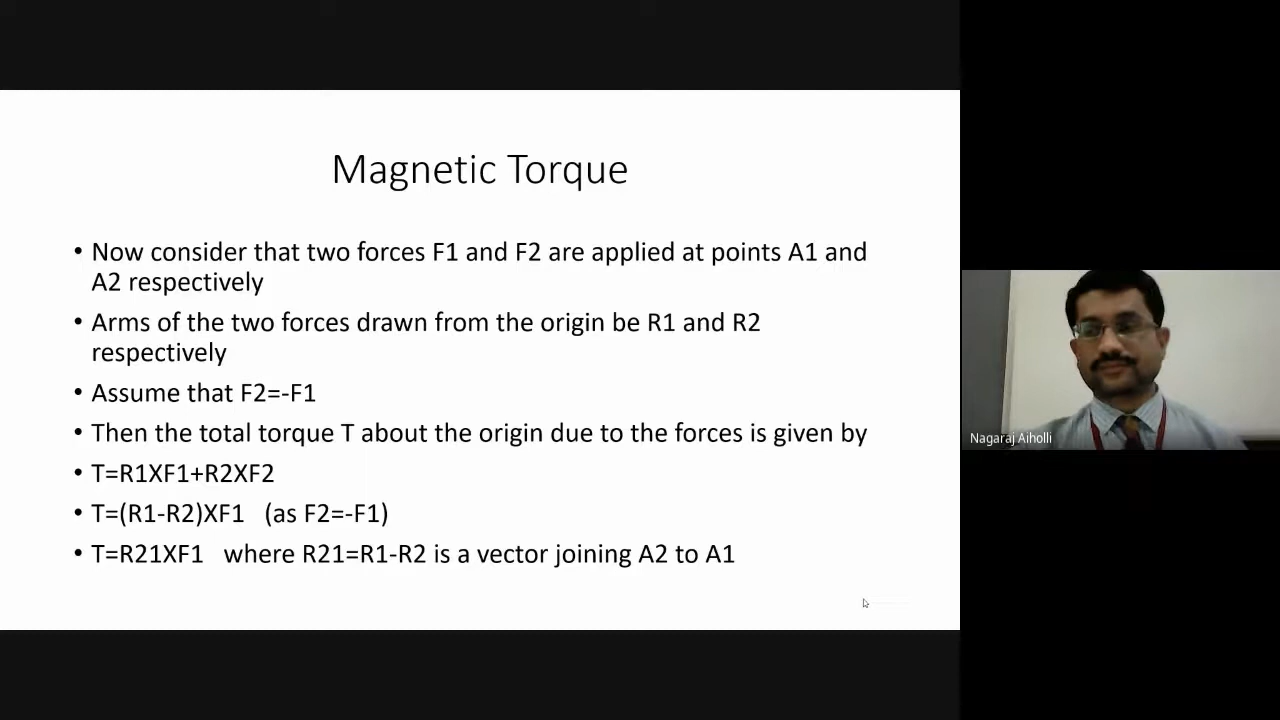 Magnetic Torque
• Now consider that two forces F1 and F2 are applied at points A1 and
A2 respectively
• Arms of the two forces drawn from the origin be R1 and R2
respectively
• Assume that F2=-F1
• Then the total torque T about the origin due to the forces is given by
• T=R1XF1+R2XF2
• T=(R1-R2)XF1 (as F2=-F1)
• T=R21XF1 where R21=R1-R2 is a vector joining A2 to A1
Nagaraj Aiholli